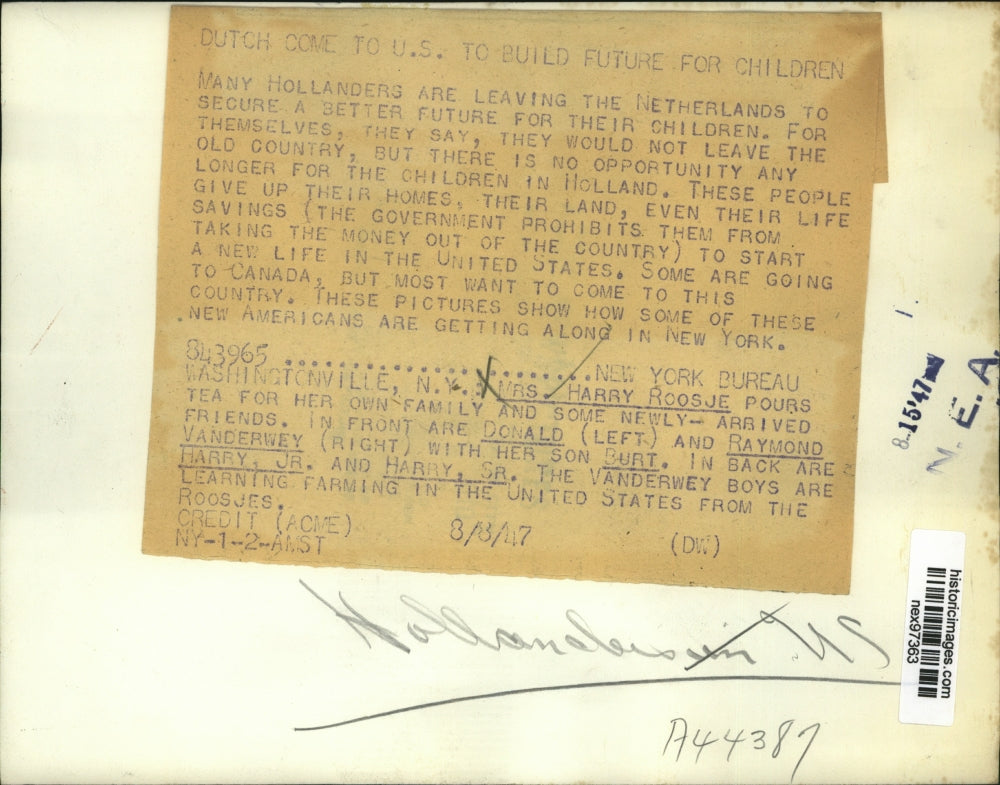 DUTCH COME TO U.S. TO BUILD FUTURE FOR CHILDREN
MANY HOLLANDERS ARE LEAVING THE NETHERLANDS TO
SECURE A BETTER FUTURE FOR THEIR CHILDREN. FOR
THEMSELVES, THEY SAY, THEY WOULD NOT LEAVE THE
OLD COUNTRY, BUT THERE IS NO OPPORTUNITY ANY
LONGER FOR THE CHILDREN IN HOLLAND. THESE PEOPLE
GIVE UP THEIR HOMES, THEIR LAND, EVEN THEIR LIFE
SAVINGS (THE GOVERNMENT PROHIBITS THEM FROM
TAKING THE MONEY OUT OF THE COUNTRY) TO START
A NEW LIFE IN THE UNITED STATES. SOME ARE GOING
TO CANADA, BUT MOST WANT TO COME TO THIS
COUNTRY. THESE PICTURES SHOW HOW SOME OF THESE
NEW AMERICANS ARE GETTING ALONG IN NEW YORK.
843965 ........................NEW YORK BUREAU
WASHINGTONVILLE, N.Y.: MRS. HARRY ROOSJE POURS
TEA FOR HER OWN FAMILY AND SOME NEWLY-ARRIVED
FRIENDS. IN FRONT ARE DONALD (LEFT) AND RAYMOND
VANDERWEY (RIGHT) WITH HER SON BURT. IN BACK ARE
HARRY, JR. AND HARRY, SR. THE VANDERWEY BOYS ARE
LEARNING FARMING IN THE UNITED STATES FROM THE
ROOSJES.
CREDIT (ACME) 8/8/47 (DW)
NY-1-2-AMST
8-15'47
N. E. A.
historicimages.com
nex97363
Hollanders in US
A44387